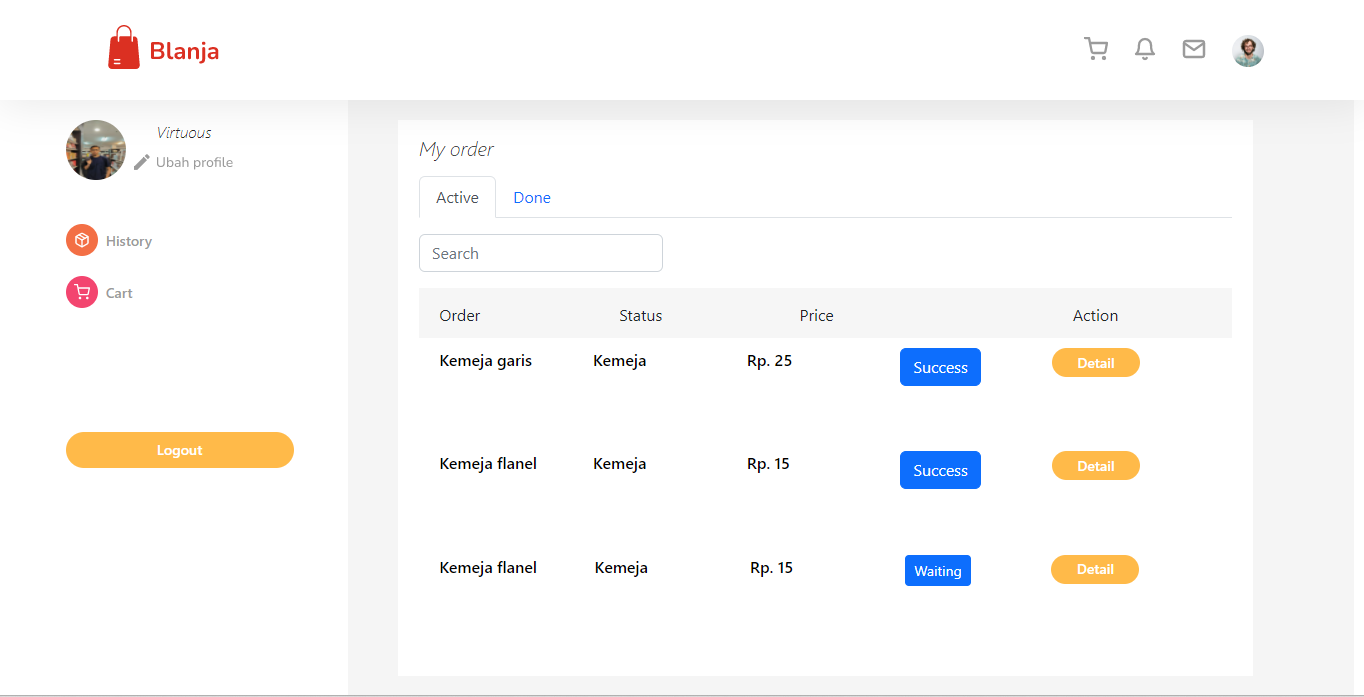 Blanja
Virtuous
Ubah profile
History
Cart
Logout
My order
Active Done
Search
Order Status Price Action
Kemeja garis Kemeja Rp. 25 Success Detail
Kemeja flanel Kemeja Rp. 15 Success Detail
Kemeja flanel Kemeja Rp. 15 Waiting Detail